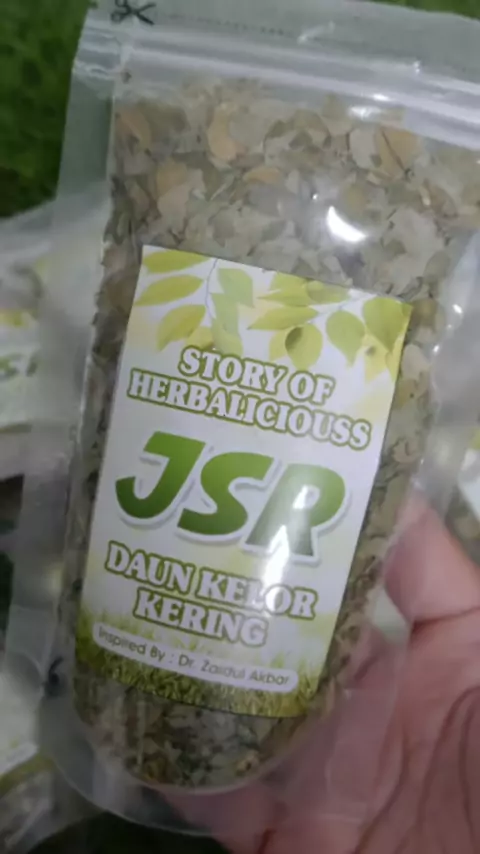 STORY OF
HERBALICIOUSS
JSR
DAUN KELOR
KERING
Inspired By : Dr. Zaidul Akbar